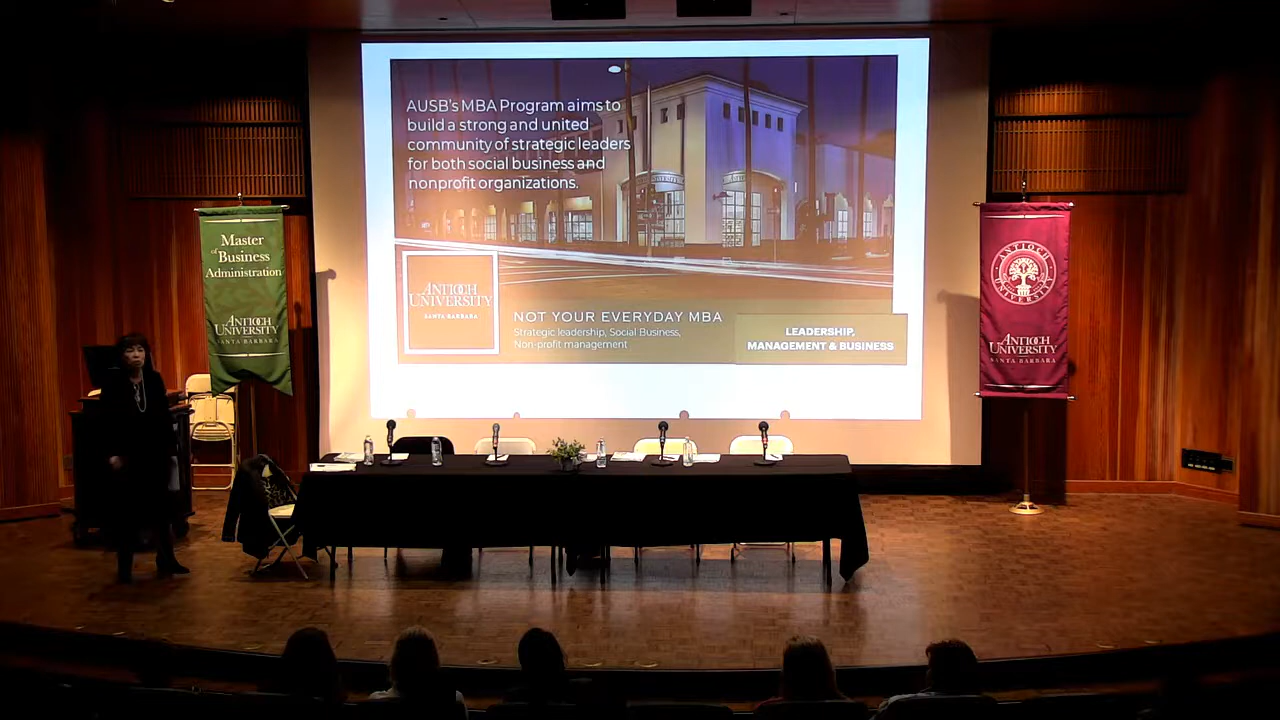 AUSB's MBA Program aims to
build a strong and united
community of strategic leaders
for both social business and
nonprofit organizations.
ANTIOCH
UNIVERSITY
SANTA BARBARA
NOT YOUR EVERYDAY MBA
Strategic leadership, Social Business,
Non-profit management
LEADERSHIP,
MANAGEMENT & BUSINESS
Master
of Business
Administration
ANTIOCH
UNIVERSITY
SANTA BARBARA
ANTIOCH
UNIVERSITY
ANTIOCH
UNIVERSITY
SANTA BARBARA